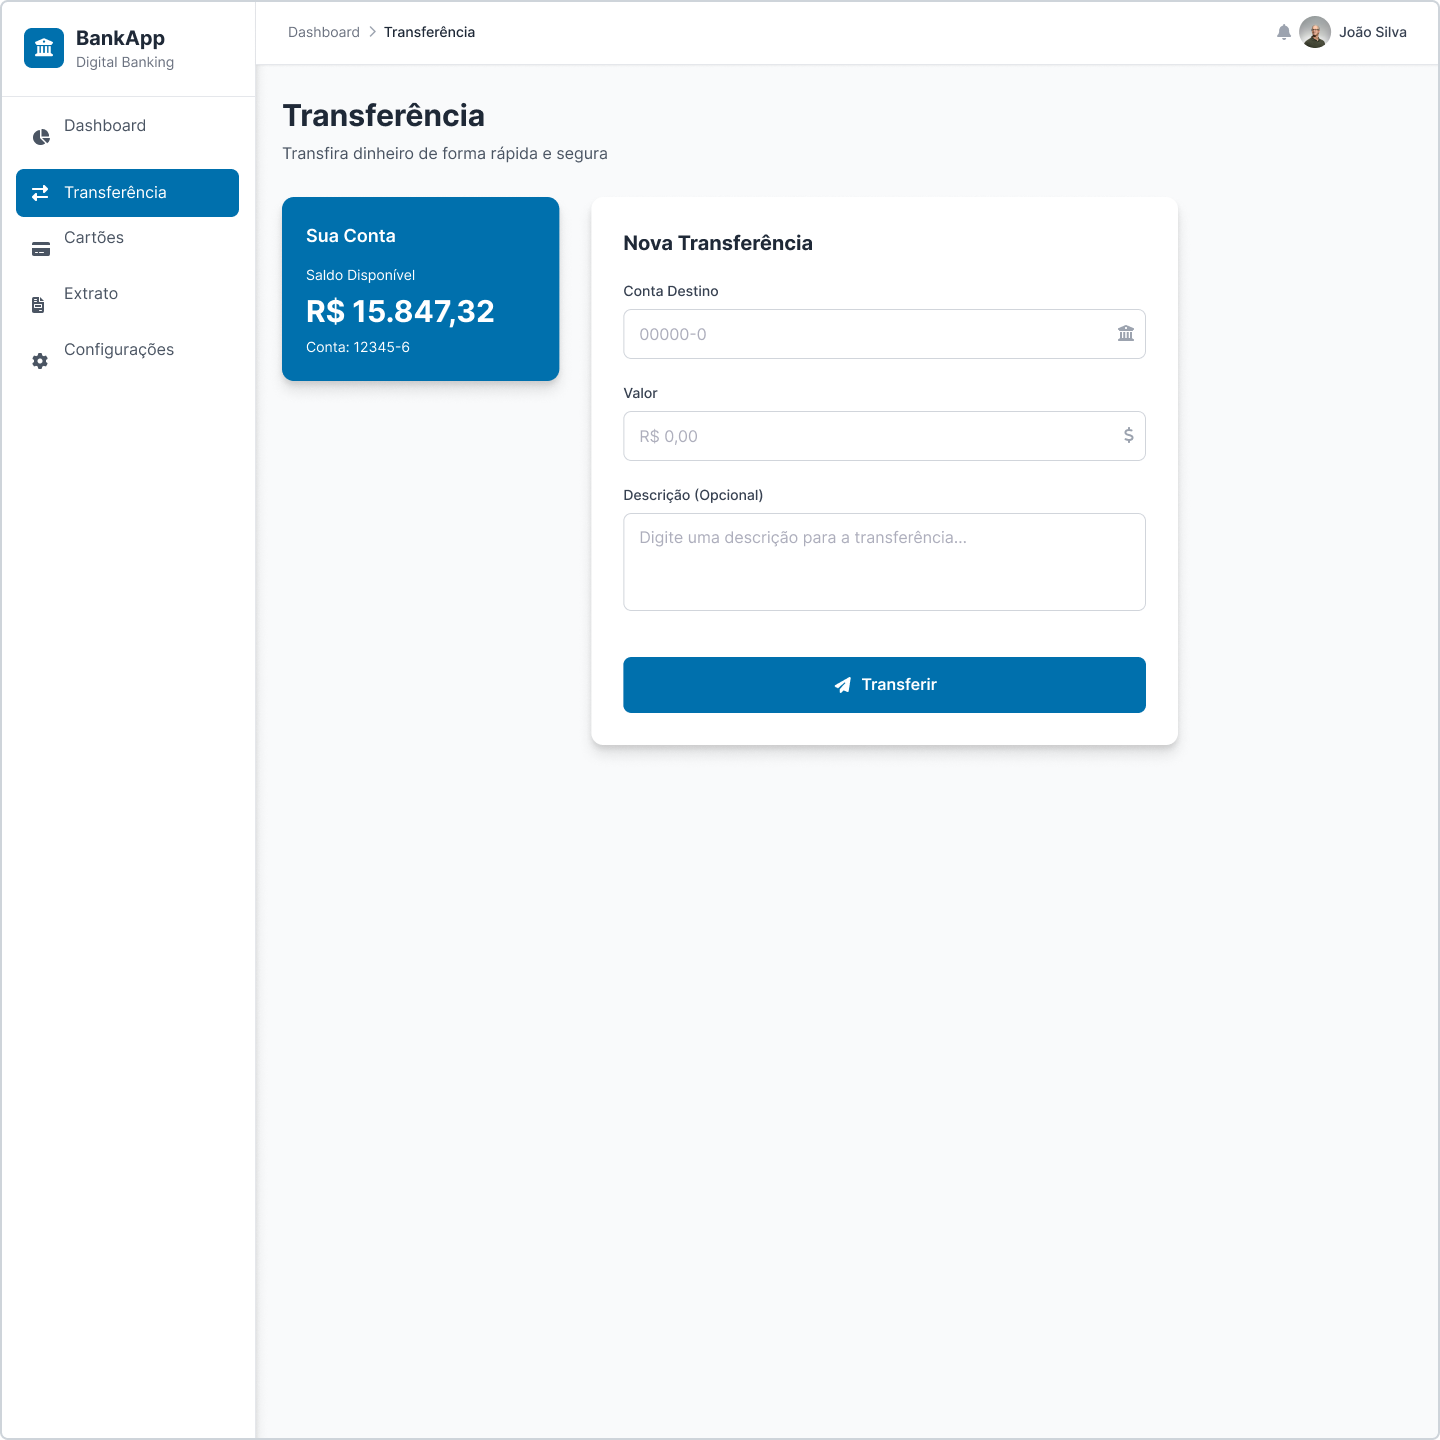 BankApp
Digital Banking
Dashboard
Transferência
Cartões
Extrato
Configurações
Dashboard > Transferência
João Silva
Transferência
Transfira dinheiro de forma rápida e segura
Sua Conta
Saldo Disponível
R$ 15.847,32
Conta: 12345-6
Nova Transferência
Conta Destino
00000-0
Valor
R$ 0,00
$
Descrição (Opcional)
Digite uma descrição para a transferência...
Transferir